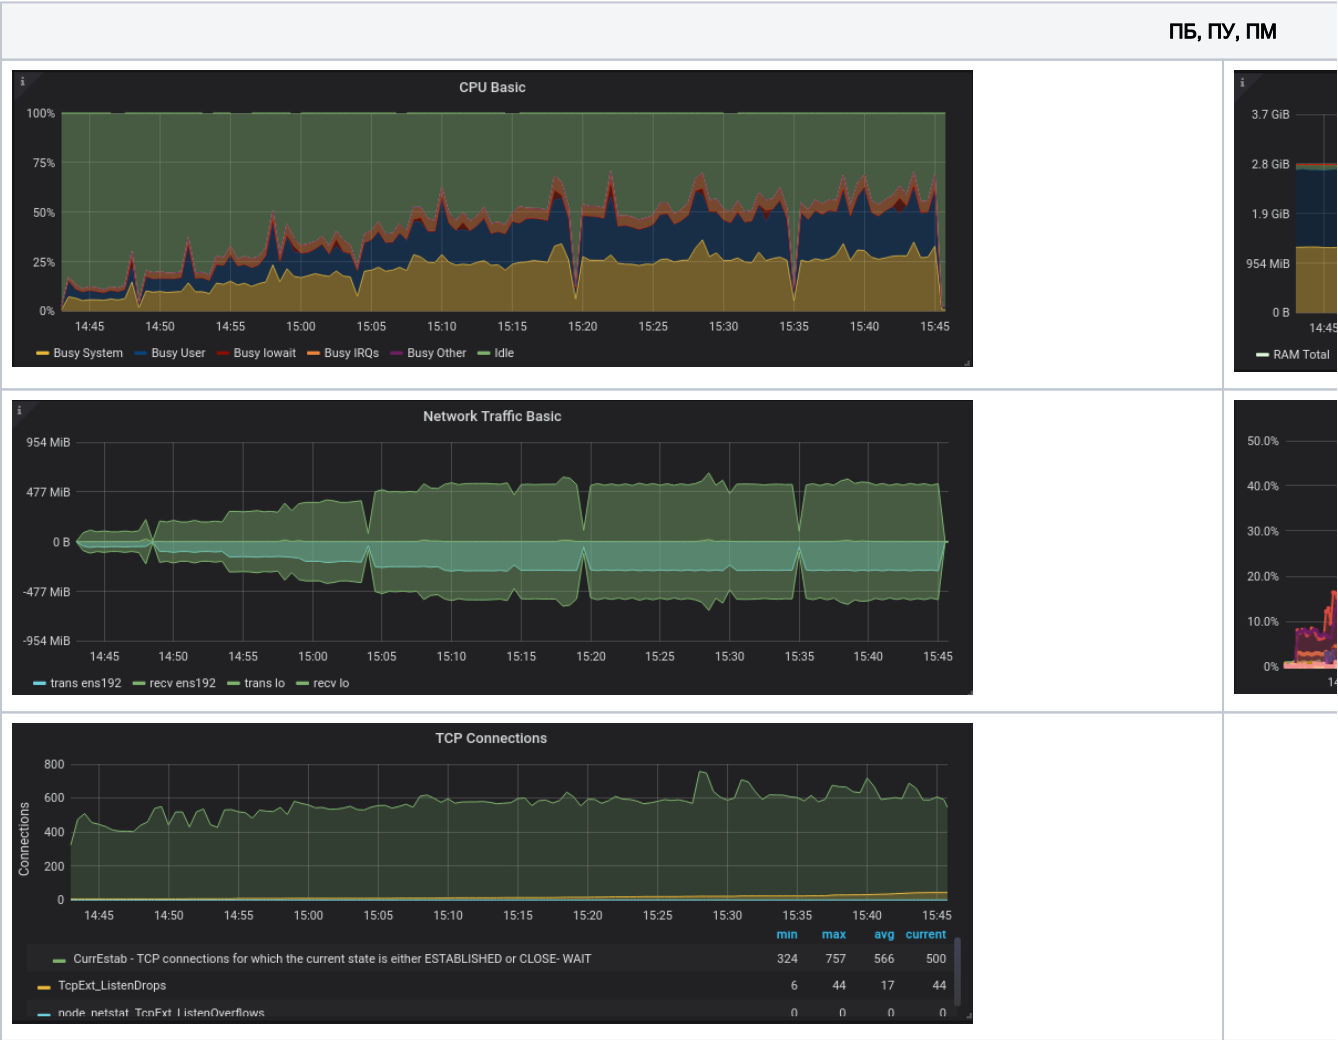 ПБ, ПУ, ПМ
CPU Basic
100%
75%
50%
25%
0%
14:45 14:50 14:55 15:00 15:05 15:10 15:15 15:20 15:25 15:30 15:35 15:40 15:45
Busy System Busy User Busy Iowait Busy IRQs Busy Other Idle
3.7 GiB
2.8 GiB
1.9 GiB
954 MiB
0 B
14:45
RAM Total
Network Traffic Basic
954 MiB
477 MiB
0 B
-477 MiB
-954 MiB
14:45 14:50 14:55 15:00 15:05 15:10 15:15 15:20 15:25 15:30 15:35 15:40 15:45
trans ens192 recv ens192 trans lo recv lo
50.0%
40.0%
30.0%
20.0%
10.0%
0%
TCP Connections
Connections
800
600
400
200
0
14:45 14:50 14:55 15:00 15:05 15:10 15:15 15:20 15:25 15:30 15:35 15:40 15:45
min max avg current
CurrEstab - TCP connections for which the current state is either ESTABLISHED or CLOSE- WAIT 324 757 566 500
TcpExt_ListenDrops 6 44 17 44
node_netstat_TcpExt_ListenOverflows 0 0 0 0